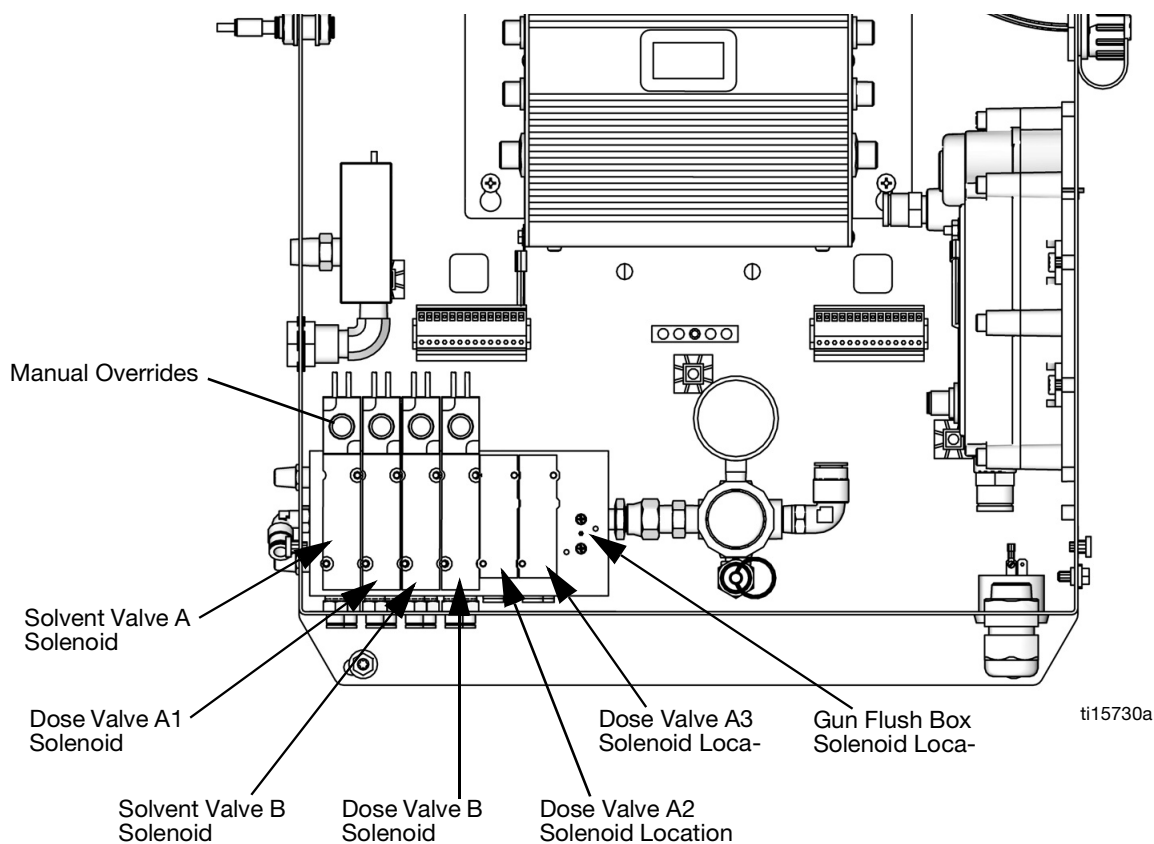 Manual Overrides
Solvent Valve A
Solenoid
Dose Valve A1
Solenoid
Solvent Valve B
Solenoid
Dose Valve B
Solenoid
Dose Valve A2
Solenoid Location
Dose Valve A3
Solenoid Loca-
Gun Flush Box
Solenoid Loca-
ti15730a